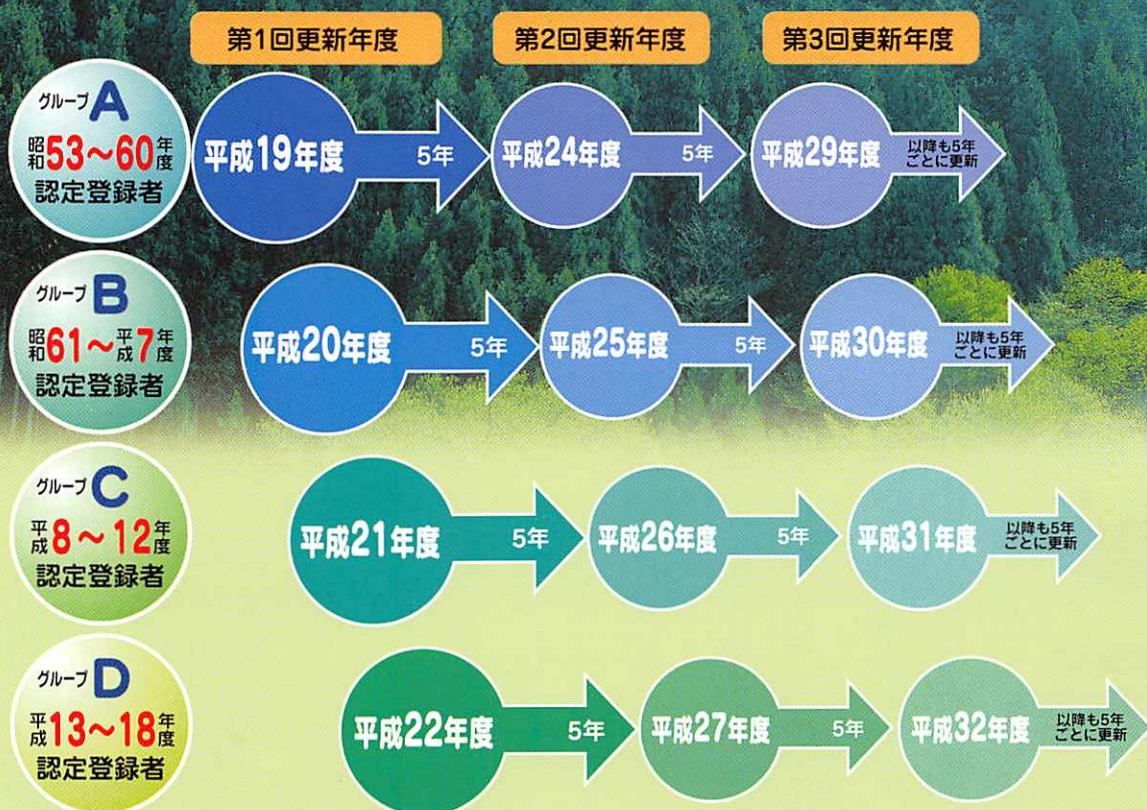 第1回更新年度 第2回更新年度 第3回更新年度
グループA
昭和53～60年度
認定登録者
平成19年度 5年 平成24年度 5年 平成29年度 以降も5年
ごとに更新
グループB
昭和61～平成7年度
認定登録者
平成20年度 5年 平成25年度 5年 平成30年度 以降も5年
ごとに更新
グループC
平成8～12年度
認定登録者
平成21年度 5年 平成26年度 5年 平成31年度 以降も5年
ごとに更新
グループD
平成13～18年度
認定登録者
平成22年度 5年 平成27年度 5年 平成32年度 以降も5年
ごとに更新